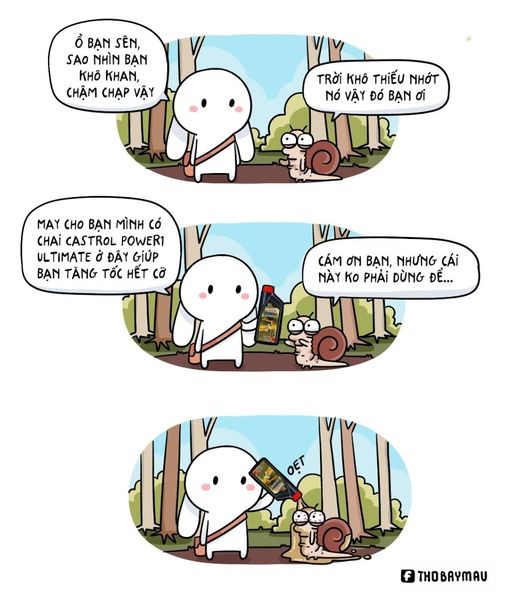 Ồ BẠN SÊN,
SAO NHÌN BẠN
KHÔ KHAN,
CHẬM CHẠP VẬY
TRỜI KHÔ THIẾU NHỚT
NÓ VẬY ĐÓ BẠN ƠI
MAY CHO BẠN MÌNH CÓ
CHAI CASTROL POWER1
ULTIMATE Ở ĐÂY GIÚP
BẠN TĂNG TỐC HẾT CỠ
CÁM ƠN BẠN, NHƯNG CÁI
NÀY KO PHẢI DÙNG ĐỂ...
OẸT
THOBAYMAU